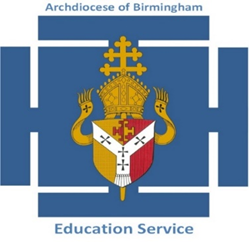 Archdiocese of Birmingham
Education Service